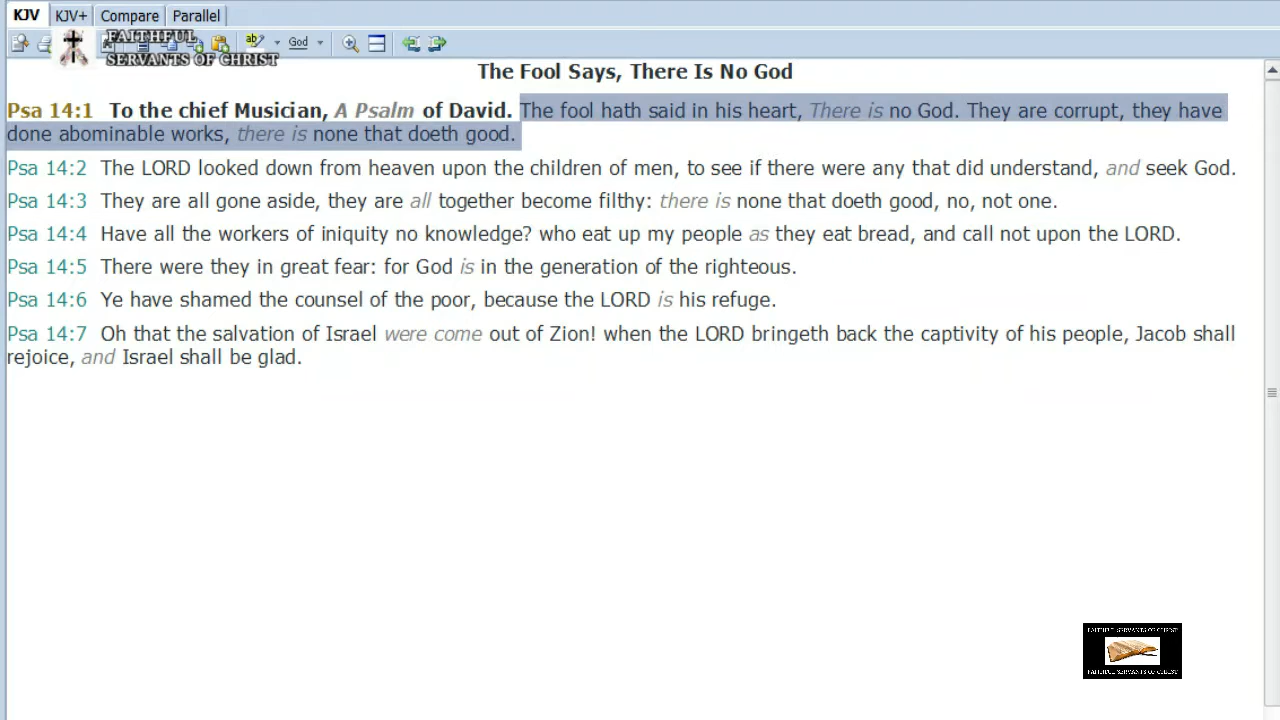 KJV KJV+ Compare Parallel
FAITHFUL
SERVANTS OF CHRIST
ab God
The Fool Says, There Is No God
Psa 14:1 To the chief Musician, A Psalm of David. The fool hath said in his heart, There is no God. They are corrupt, they have
done abominable works, there is none that doeth good.
Psa 14:2 The LORD looked down from heaven upon the children of men, to see if there were any that did understand, and seek God.
Psa 14:3 They are all gone aside, they are all together become filthy: there is none that doeth good, no, not one.
Psa 14:4 Have all the workers of iniquity no knowledge? who eat up my people as they eat bread, and call not upon the LORD.
Psa 14:5 There were they in great fear: for God is in the generation of the righteous.
Psa 14:6 Ye have shamed the counsel of the poor, because the LORD is his refuge.
Psa 14:7 Oh that the salvation of Israel were come out of Zion! when the LORD bringeth back the captivity of his people, Jacob shall
rejoice, and Israel shall be glad.
FAITHFUL SERVANTS OF CHRIST
FAITHFUL SERVANTS OF CHRIST